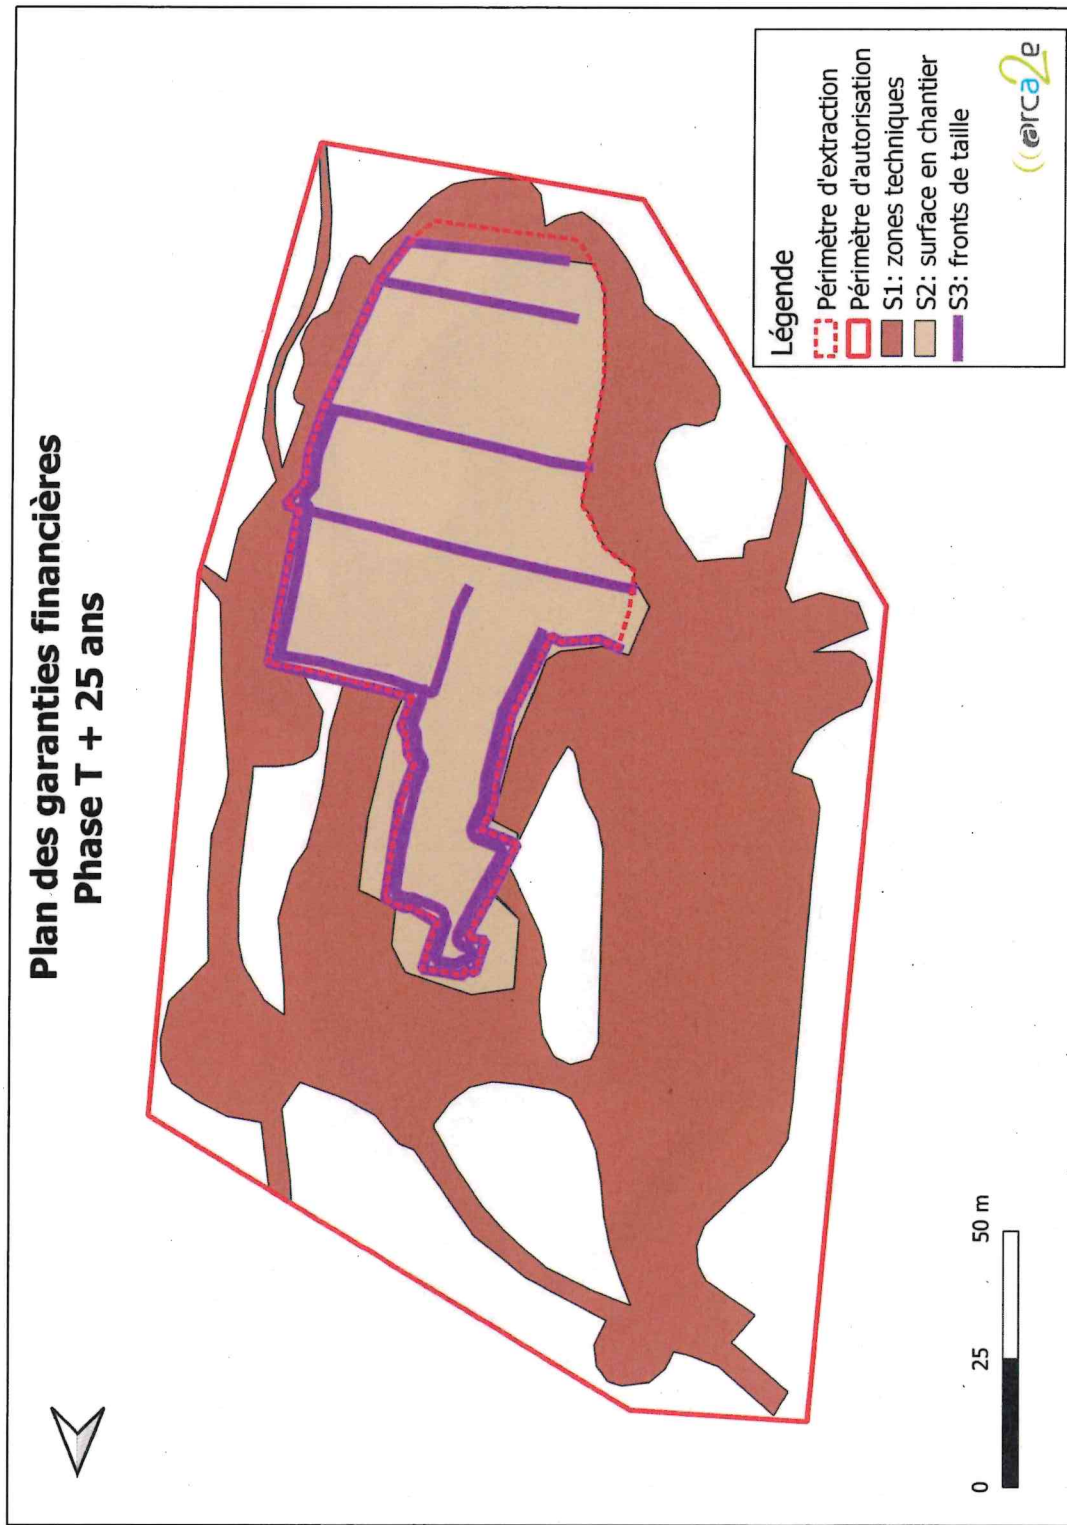 Plan des garanties financières
Phase T + 25 ans
Légende
Périmètre d'extraction
Périmètre d'autorisation
S1: zones techniques
S2: surface en chantier
S3: fronts de taille
((@rca2e
0 25 50 m